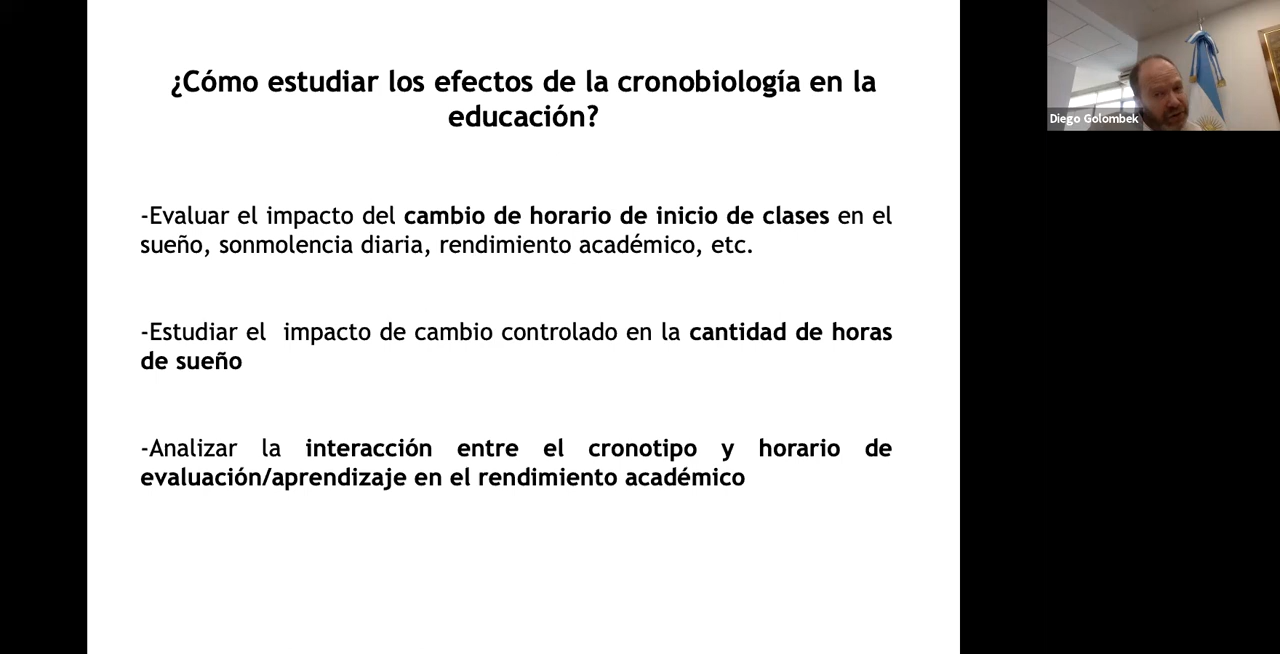 ¿Cómo estudiar los efectos de la cronobiología en la
educación?
-Evaluar el impacto del cambio de horario de inicio de clases en el
sueño, sonmolencia diaria, rendimiento académico, etc.
-Estudiar el  impacto de cambio controlado en la cantidad de horas
de sueño
-Analizar la interacción entre el cronotipo y horario de
evaluación/aprendizaje en el rendimiento académico
Diego Golombek